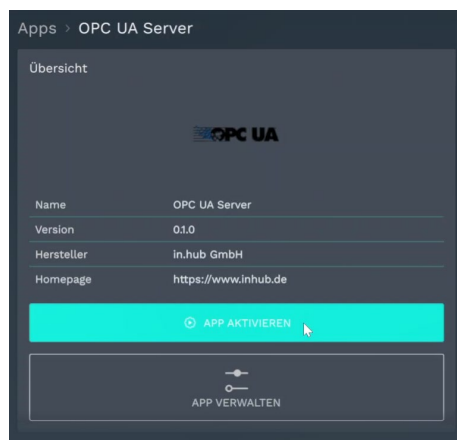 Apps > OPC UA Server
Übersicht
OPC UA
Name OPC UA Server
Version 0.1.0
Hersteller in.hub GmbH
Homepage https://www.inhub.de
APP AKTIVIEREN
APP VERWALTEN